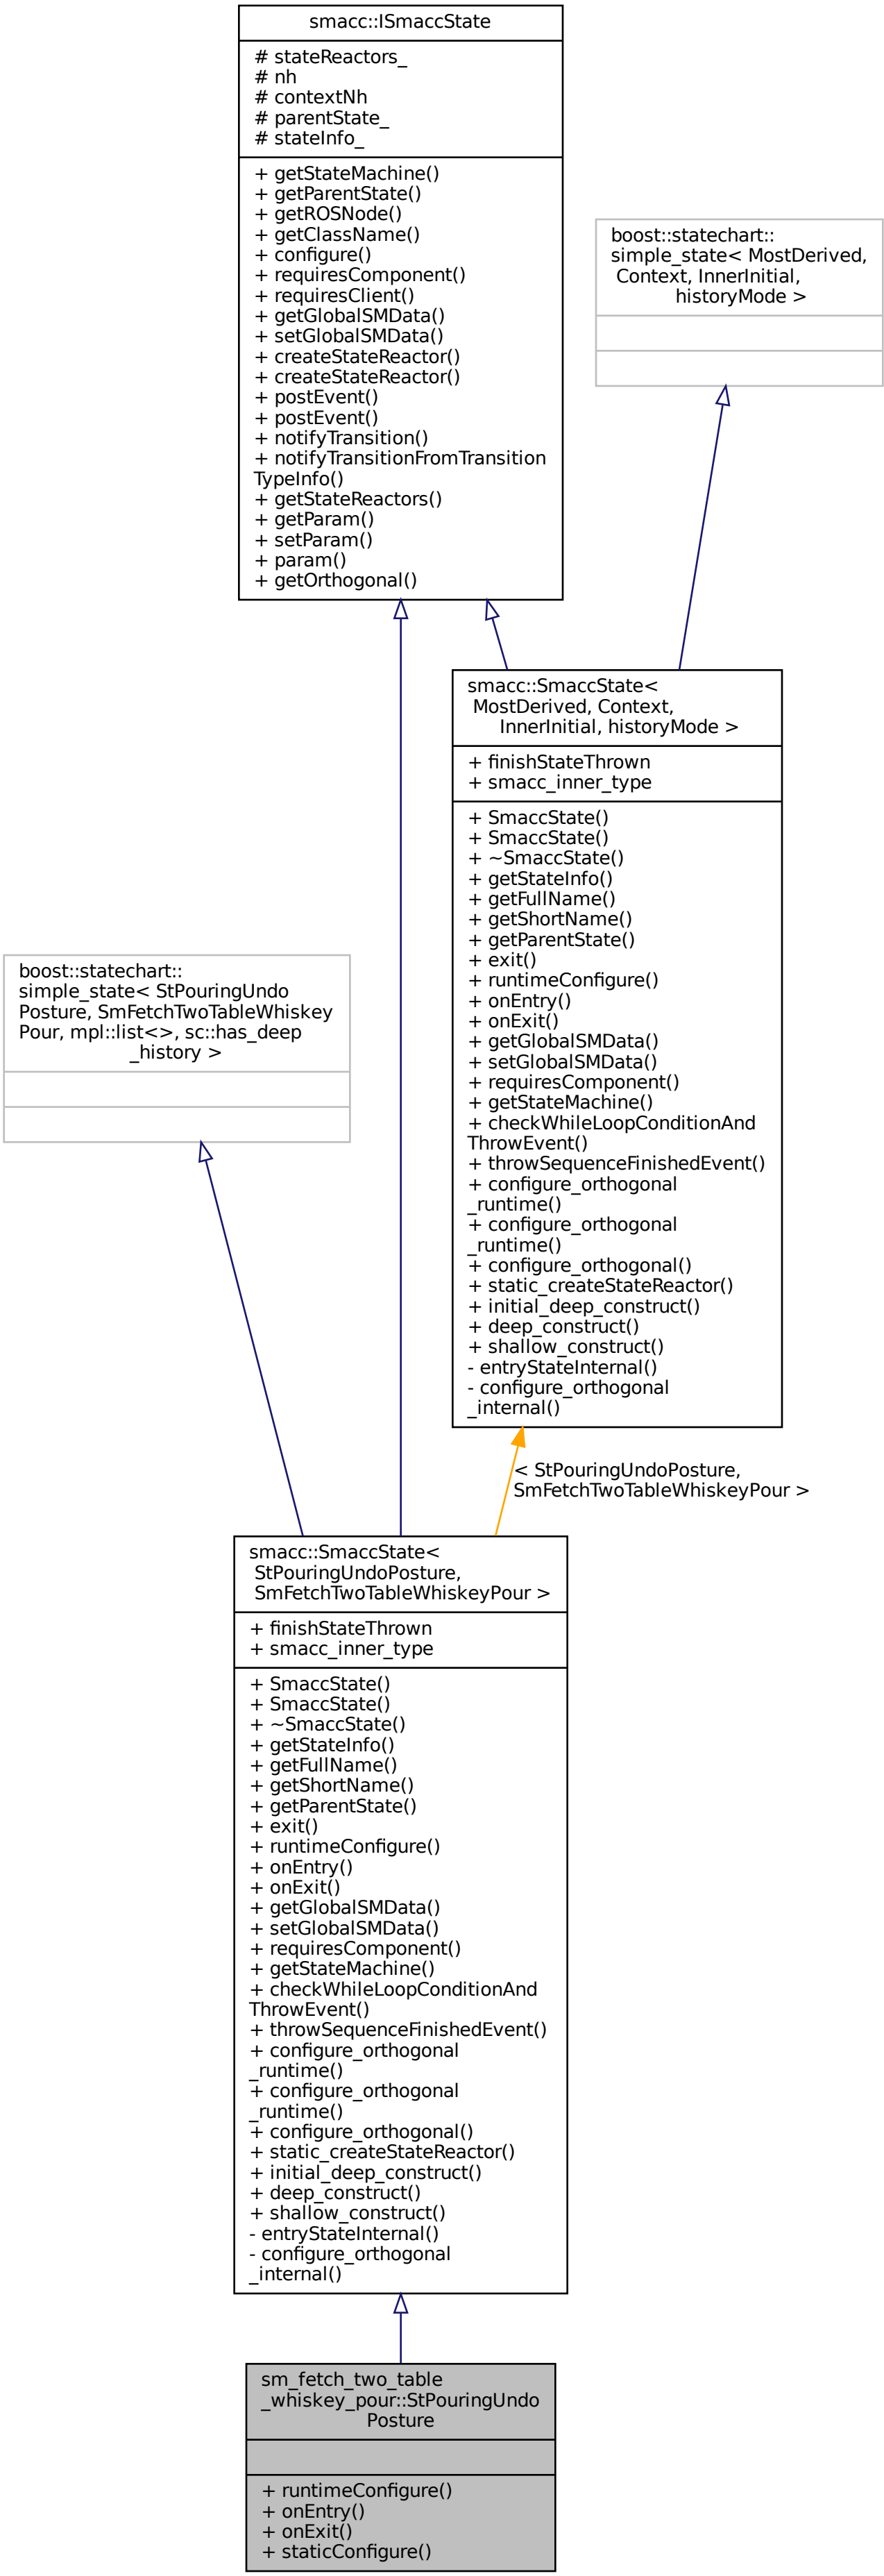 smacc::ISmaccState
# stateReactors_
# nh
# contextNh
# parentState_
# stateInfo_
+ getStateMachine()
+ getParentState()
+ getROSNode()
+ getClassName()
+ configure()
+ requiresComponent()
+ requiresClient()
+ getGlobalSMData()
+ setGlobalSMData()
+ createStateReactor()
+ createStateReactor()
+ postEvent()
+ postEvent()
+ notifyTransition()
+ notifyTransitionFromTransition
TypeInfo()
+ getStateReactors()
+ getParam()
+ setParam()
+ param()
+ getOrthogonal()
boost::statechart::
simple_state< MostDerived,
Context, InnerInitial,
historyMode >
smacc::SmaccState<
MostDerived, Context,
InnerInitial, historyMode >
+ finishStateThrown
+ smacc_inner_type
+ SmaccState()
+ SmaccState()
+ ~SmaccState()
+ getStateInfo()
+ getFullName()
+ getShortName()
+ getParentState()
+ exit()
+ runtimeConfigure()
+ onEntry()
+ onExit()
+ getGlobalSMData()
+ setGlobalSMData()
+ requiresComponent()
+ getStateMachine()
+ checkWhileLoopConditionAnd
ThrowEvent()
+ throwSequenceFinishedEvent()
+ configure_orthogonal
_runtime()
+ configure_orthogonal
_runtime()
+ configure_orthogonal()
+ static_createStateReactor()
+ initial_deep_construct()
+ deep_construct()
+ shallow_construct()
- entryStateInternal()
- configure_orthogonal
_internal()
boost::statechart::
simple_state< StPouringUndo
Posture, SmFetchTwoTableWhiskey
Pour, mpl::list<>, sc::has_deep
_history >
< StPouringUndoPosture,
SmFetchTwoTableWhiskeyPour >
smacc::SmaccState<
StPouringUndoPosture,
SmFetchTwoTableWhiskeyPour >
+ finishStateThrown
+ smacc_inner_type
+ SmaccState()
+ SmaccState()
+ ~SmaccState()
+ getStateInfo()
+ getFullName()
+ getShortName()
+ getParentState()
+ exit()
+ runtimeConfigure()
+ onEntry()
+ onExit()
+ getGlobalSMData()
+ setGlobalSMData()
+ requiresComponent()
+ getStateMachine()
+ checkWhileLoopConditionAnd
ThrowEvent()
+ throwSequenceFinishedEvent()
+ configure_orthogonal
_runtime()
+ configure_orthogonal
_runtime()
+ configure_orthogonal()
+ static_createStateReactor()
+ initial_deep_construct()
+ deep_construct()
+ shallow_construct()
- entryStateInternal()
- configure_orthogonal
_internal()
sm_fetch_two_table
_whiskey_pour::StPouringUndo
Posture
+ runtimeConfigure()
+ onEntry()
+ onExit()
+ staticConfigure()